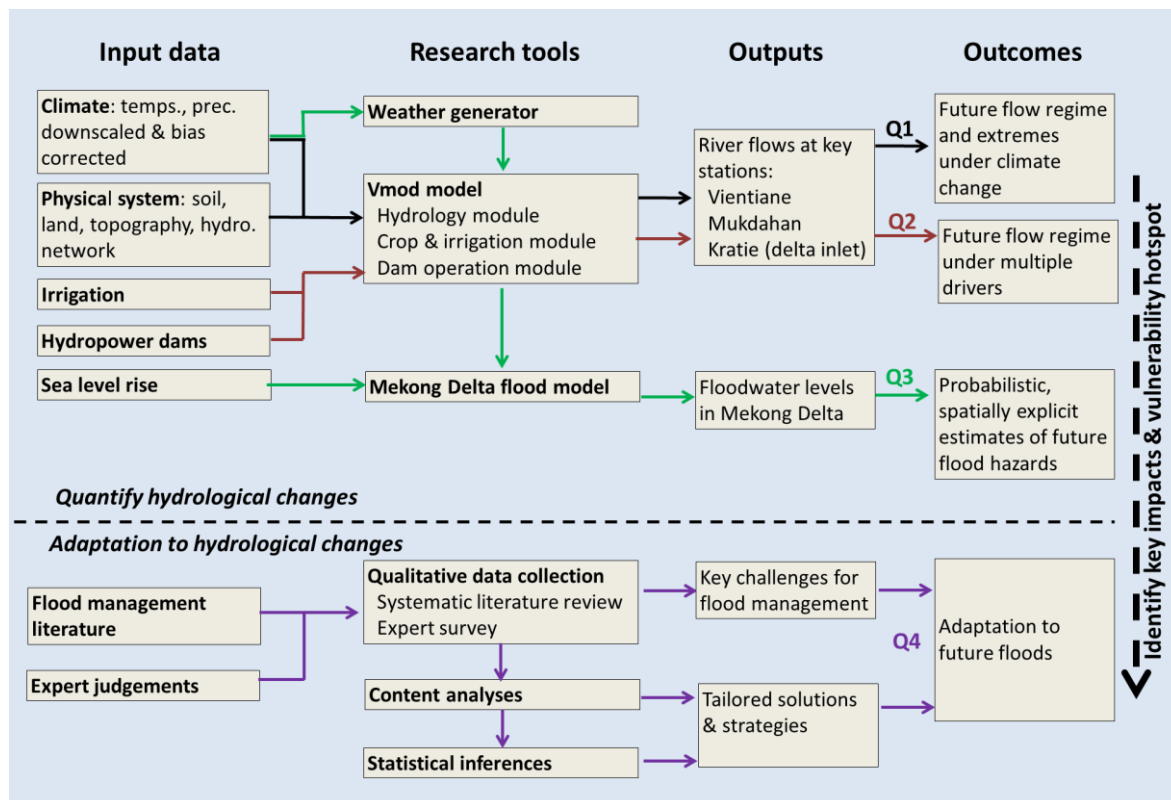 Input data
Research tools
Outputs
Outcomes
Climate: temps., prec.
downscaled & bias
corrected
Physical system: soil,
land, topography, hydro.
network
Irrigation
Hydropower dams
Sea level rise
Weather generator
Vmod model
Hydrology module
Crop & irrigation module
Dam operation module
Mekong Delta flood model
River flows at key
stations:
Vientiane
Mukdahan
Kratie (delta inlet)
Floodwater levels
in Mekong Delta
Q1
Q2
Q3
Future flow regime
and extremes
under climate
change
Future flow regime
under multiple
drivers
Probabilistic,
spatially explicit
estimates of future
flood hazards
Identify key impacts & vulnerability hotspot
Quantify hydrological changes
Adaptation to hydrological changes
Flood management
literature
Expert judgements
Qualitative data collection
Systematic literature review
Expert survey
Content analyses
Statistical inferences
Key challenges for
flood management
Tailored solutions
& strategies
Q4
Adaptation to
future floods